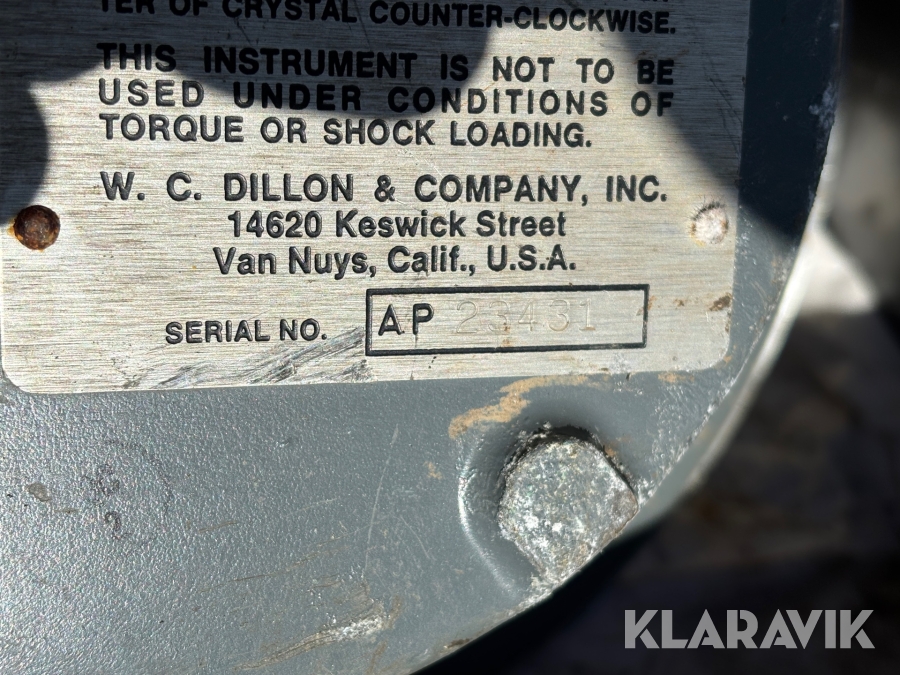 TER OF CRYSTAL COUNTER-CLOCKWISE.
THIS INSTRUMENT IS NOT TO BE
USED UNDER CONDITIONS OF
TORQUE OR SHOCK LOADING.
W. C. DILLON & COMPANY, INC.
14620 Keswick Street
Van Nuys, Calif., U.S.A.
SERIAL NO. AP 23431
KLARAVIK